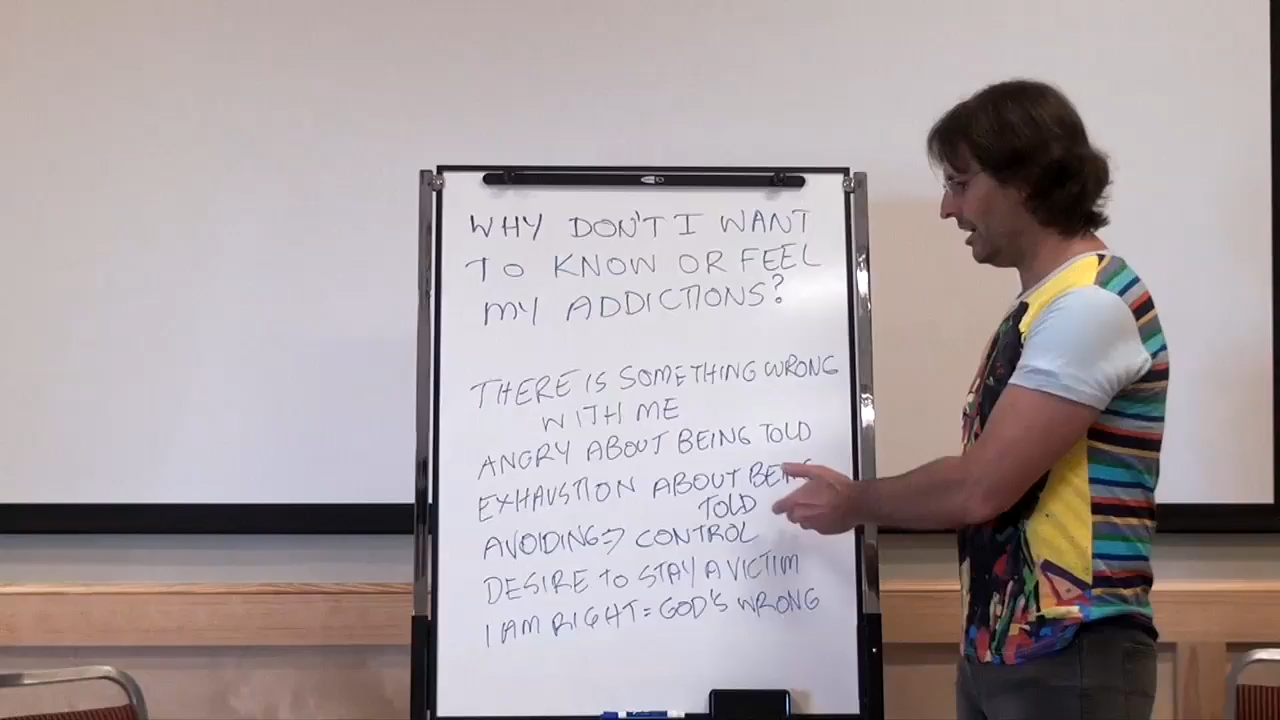 WHY DON'T I WANT
TO KNOW OR FEEL
MY ADDICTIONS?
THERE IS SOMETHING WRONG
WITH ME
ANGRY ABOUT BEING TOLD
EXHAUSTION ABOUT BEING
TOLD
AVOIDING => CONTROL
DESIRE TO STAY A VICTIM
I AM RIGHT = GOD'S WRONG